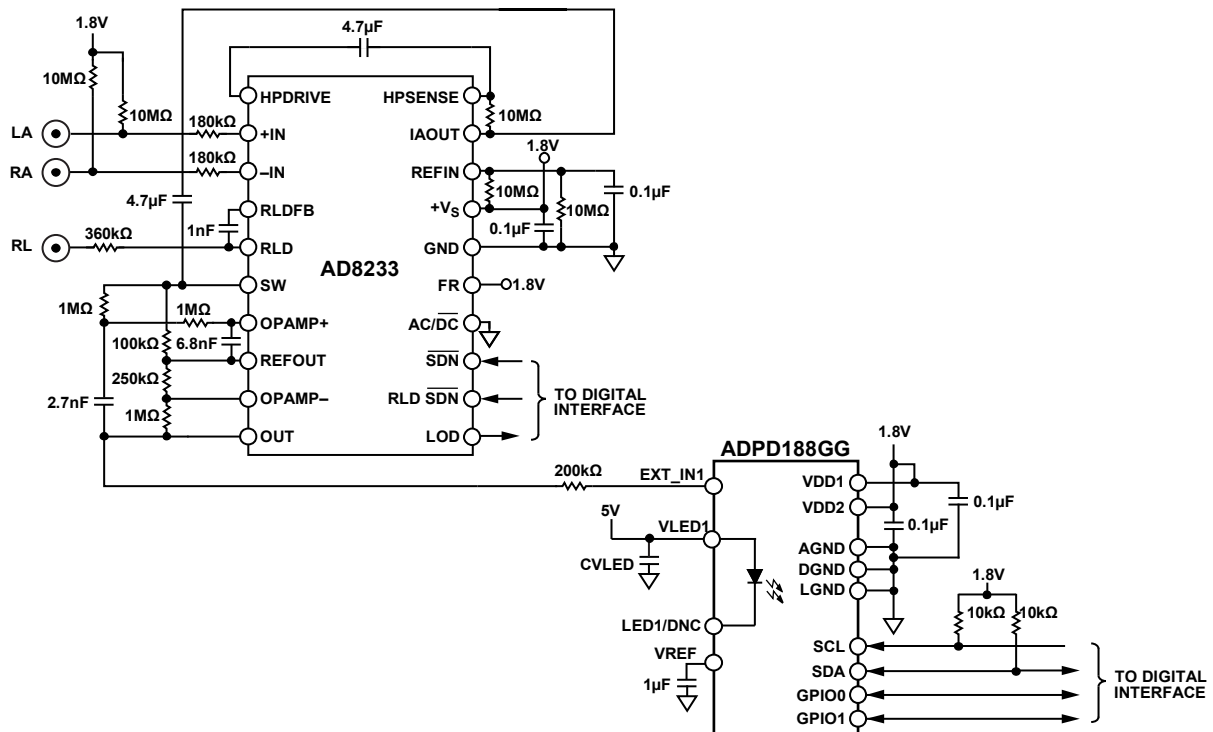 1.8V
4.7µF
10MΩ
10MΩ
HPDRIVE
HPSENSE
10MΩ
LA
180kΩ
+IN
IAOUT
1.8V
RA
180kΩ
–IN
REFIN
10MΩ
0.1µF
4.7µF
RLDFB
+VS
10MΩ
1nF
0.1µF
RL
360kΩ
RLD
GND
AD8233
SW
FR
1.8V
1MΩ
1MΩ
OPAMP+
AC/DC
100kΩ
6.8nF
REFOUT
SDN
250kΩ
2.7nF
OPAMP–
RLD SDN
TO DIGITAL
INTERFACE
1MΩ
OUT
LOD
ADPD188GG
1.8V
200kΩ
EXT_IN1
VDD1
0.1µF
VDD2
5V
VLED1
0.1µF
CVLED
AGND
DGND
LGND
1.8V
10kΩ
10kΩ
LED1/DNC
SCL
VREF
SDA
1µF
TO DIGITAL
INTERFACE
GPIO0
GPIO1